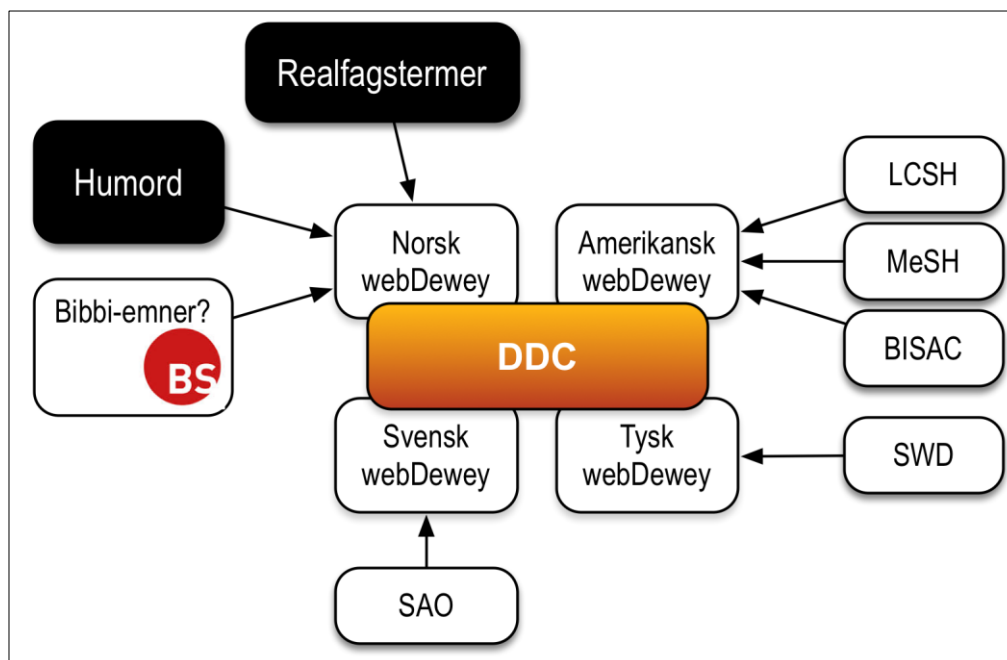 Realfagstermer
Humord
LCSH
Norsk
webDewey
Amerikansk
webDewey
MeSH
Bibbi-emner?
BS
DDC
BISAC
Svensk
webDewey
Tysk
webDewey
SWD
SAO